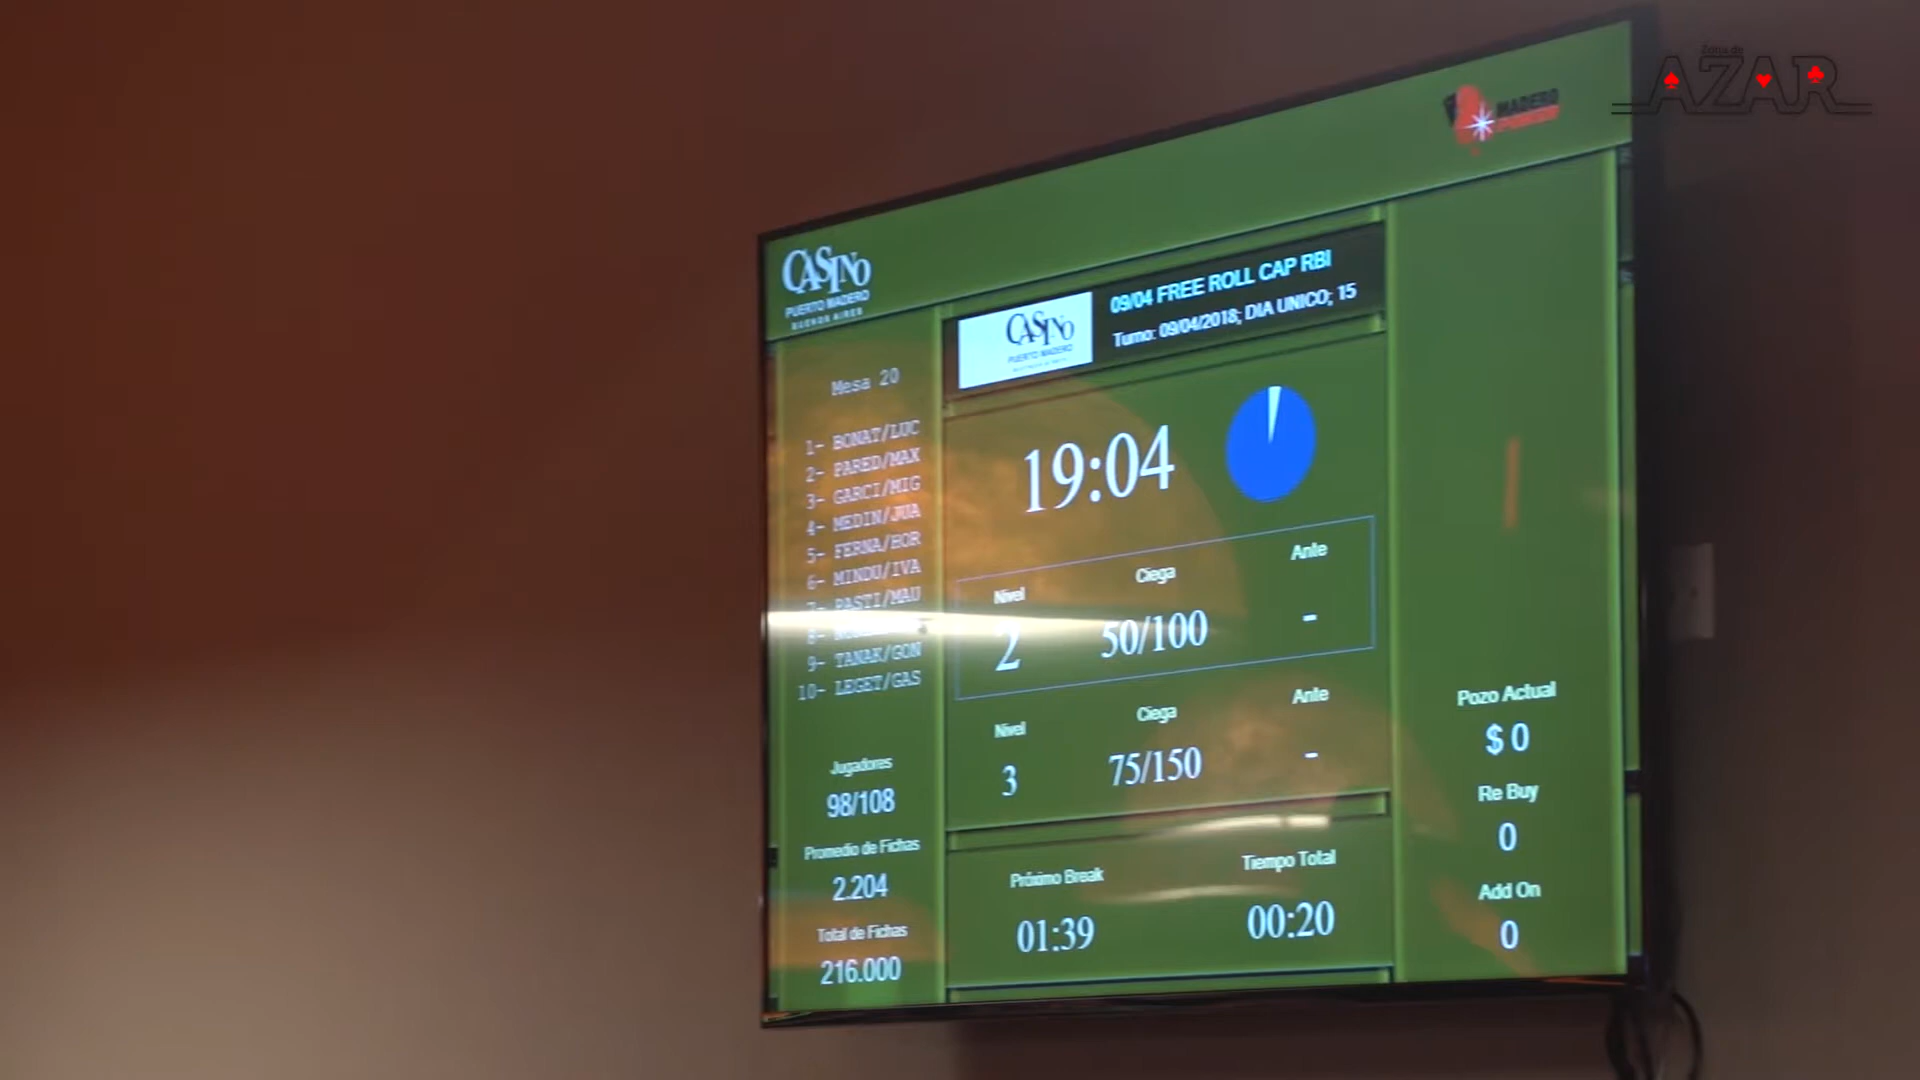 Zona de
AZAR
MADERO
POKER
CASINO
PUERTO MADERO
BUENOS AIRES
CASINO
PUERTO MADERO
09/04 FREE ROLL CAP RBI
Turno: 09/04/2018; DIA UNICO; 15
Mesa 20
1- BONAT/LUC
2- PARED/MAX
3- GARCI/MIG
4- MEDIN/JUA
5- FERNA/HOR
6- MINDU/IVA
7- PASTI/MAU
8-
9- TANAK/GON
10- LEGET/GAS
Jugadores
98/108
Promedio de Fichas
2.204
Total de Fichas
216.000
19:04
Nivel Ciega Ante
2 50/100 -
Nivel Ciega Ante
3 75/150 -
Próximo Break Tiempo Total
01:39 00:20
Pozo Actual
$ 0
Re Buy
0
Add On
0